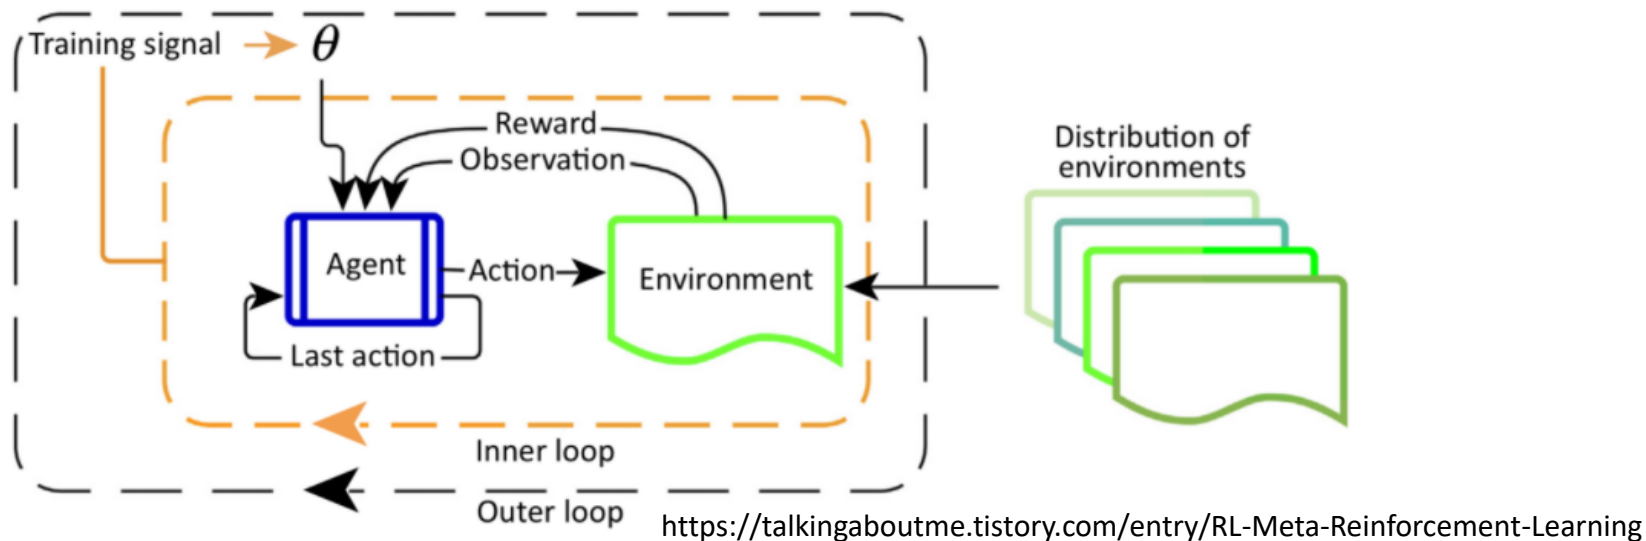 Training signal
θ
Reward
Observation
Distribution of
environments
Agent
Action
Environment
Last action
Inner loop
Outer loop
https://talkingaboutme.tistory.com/entry/RL-Meta-Reinforcement-Learning